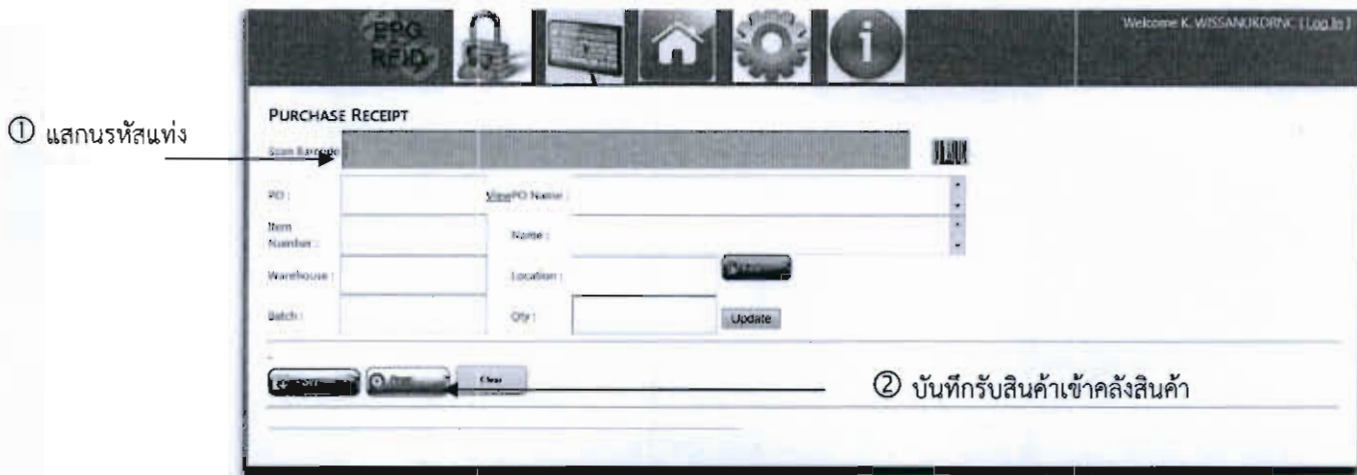 EPG
RFID
Welcome K. WISSANUKORNC [ Log In ]
PURCHASE RECEIPT
① แสกนรหัสแท่ง
Scan Barcode
PO :
View PO Name :
Item
Number :
Name :
Warehouse :
Location :
Batch :
Qty :
Update
Clear
② บันทึกรับสินค้าเข้าคลังสินค้า